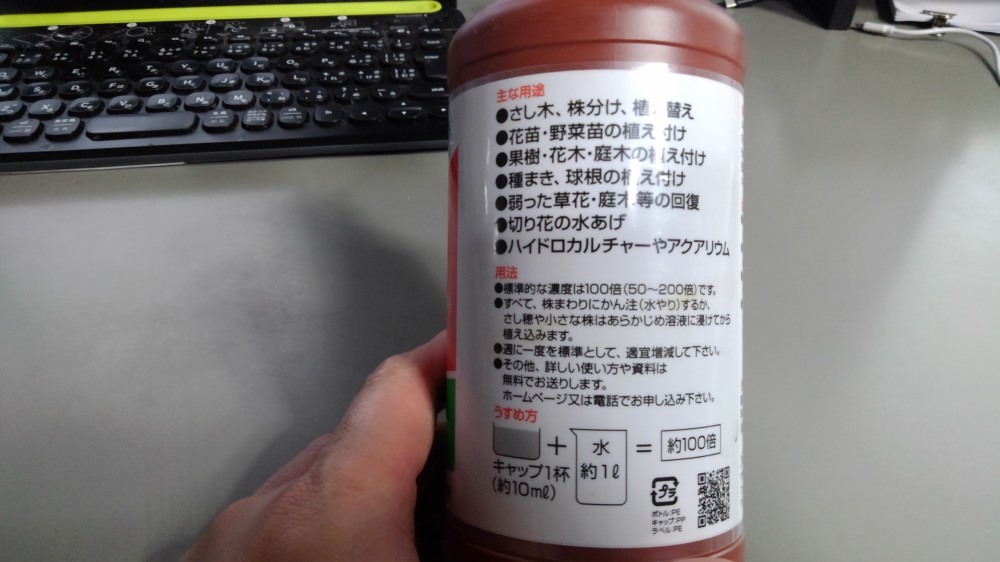 主な用途
●さし木、株分け、植え替え
●花苗・野菜苗の植え付け
●果樹・花木・庭木の植え付け
●種まき、球根の植え付け
●弱った草花・庭木等の回復
●切り花の水あげ
●ハイドロカルチャーやアクアリウム
用法
●標準的な濃度は100倍(50～200倍)です。
●すべて、株まわりにかん注(水やり)するか、
さし穂や小さな株はあらかじめ溶液に浸けてから
植え込みます。
●週に一度を標準として、適宜増減して下さい。
●その他、詳しい使い方や資料は
無料でお送りします。
ホームページ又は電話でお申し込み下さい。
うすめ方
キャップ1杯
(約10mℓ)
+
水
約1ℓ
=
約100倍
プラ
ボトル:PE
キャップ:PP
ラベル:PE